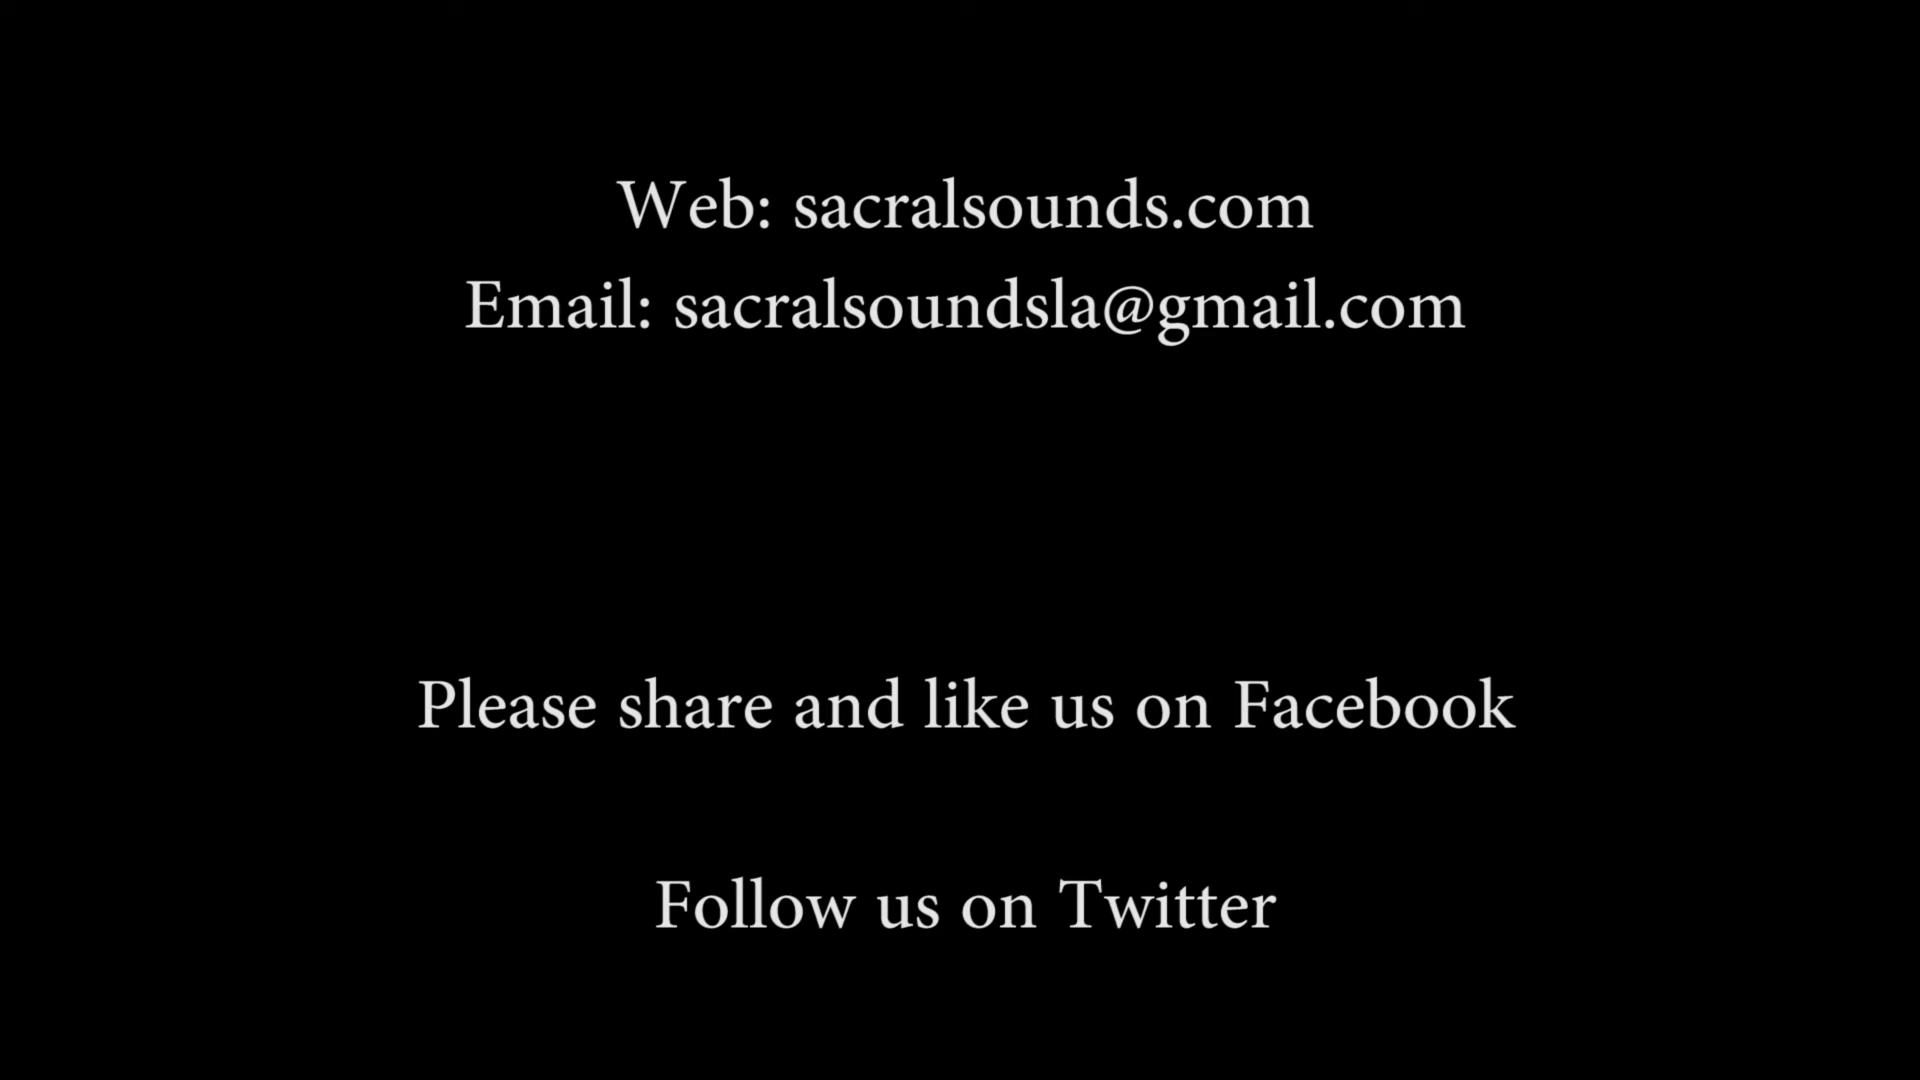 Web: sacralsounds.com
Email: sacralsoundsla@gmail.com
Please share and like us on Facebook
Follow us on Twitter